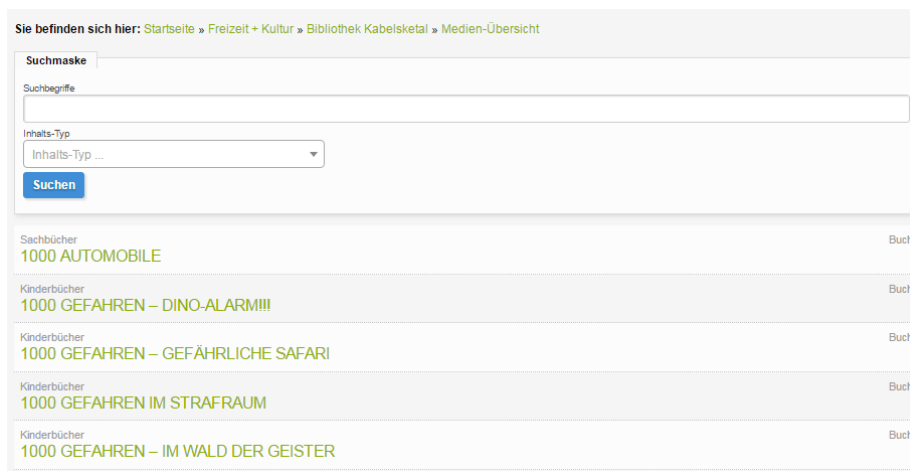 Sie befinden sich hier: Startseite » Freizeit + Kultur » Bibliothek Kabelsketal » Medien-Übersicht
Suchmaske
Suchbegriffe
Inhalts-Typ
Inhalts-Typ ...
Suchen
Sachbücher Buch
1000 AUTOMOBILE
Kinderbücher Buch
1000 GEFAHREN – DINO-ALARM!!!
Kinderbücher Buch
1000 GEFAHREN – GEFÄHRLICHE SAFARI
Kinderbücher Buch
1000 GEFAHREN IM STRAFRAUM
Kinderbücher Buch
1000 GEFAHREN – IM WALD DER GEISTER